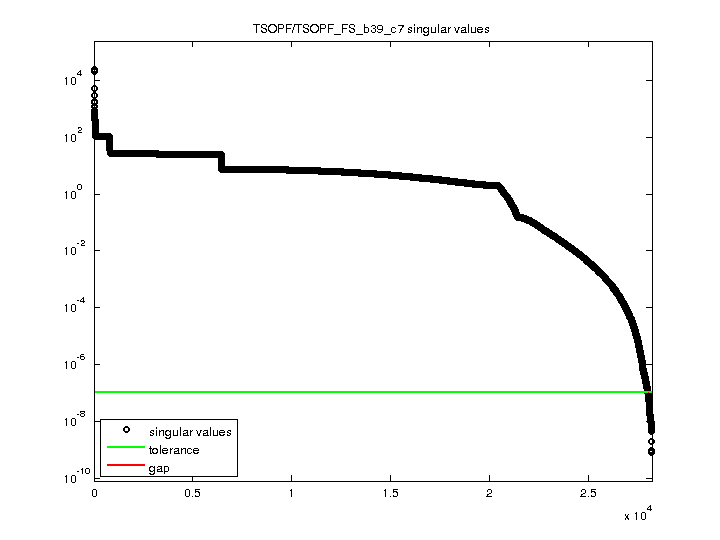 TSOPF/TSOPF_FS_b39_c7 singular values
10^4
10^2
10^0
10^-2
10^-4
10^-6
10^-8
10^-10
singular values
tolerance
gap
0 0.5 1 1.5 2 2.5
x 10^4